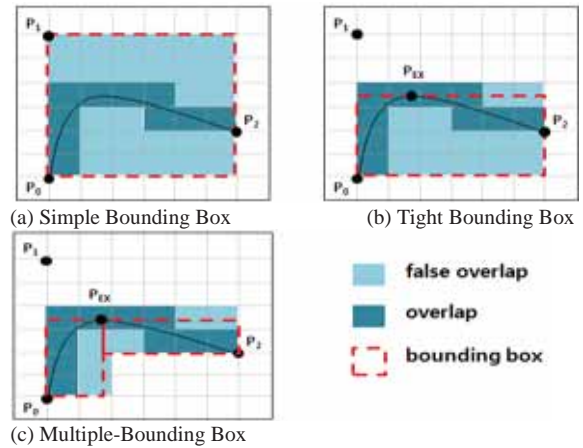 P1
P2
P0
(a) Simple Bounding Box
P1
PEX
P2
P0
(b) Tight Bounding Box
P1
PEX
P2
P0
(c) Multiple-Bounding Box
false overlap
overlap
bounding box